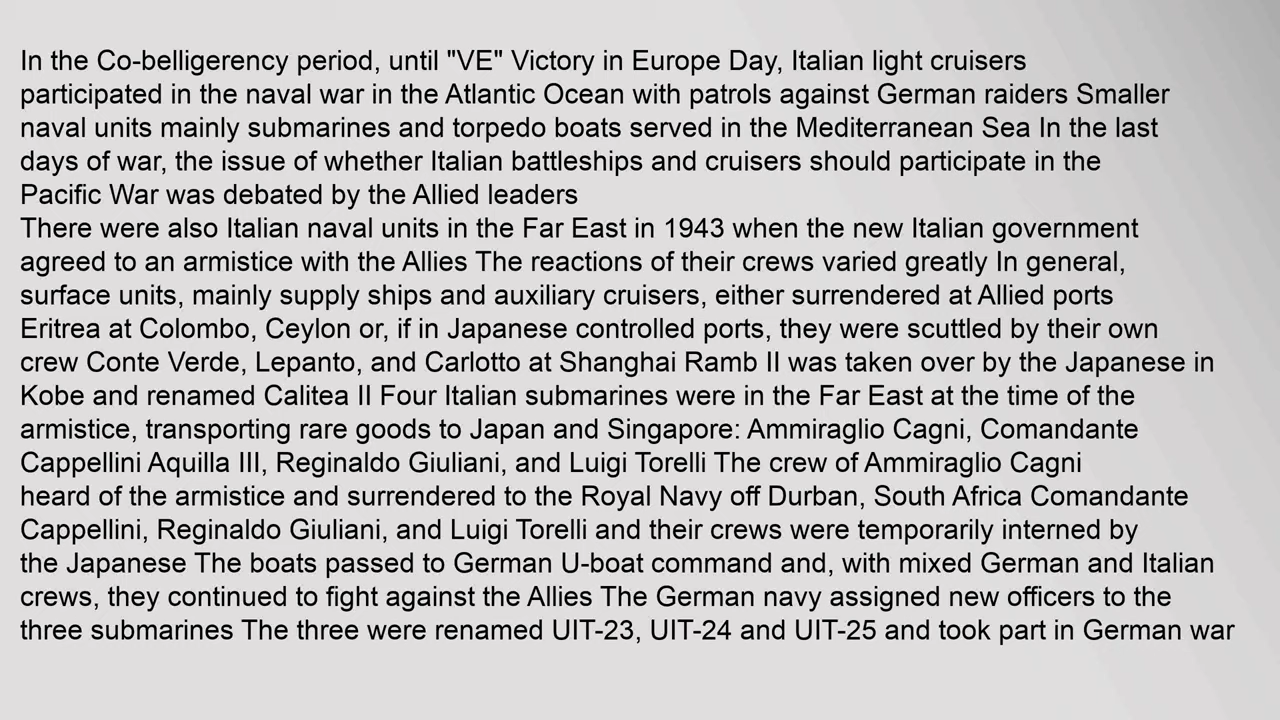 In the Co-belligerency period, until "VE" Victory in Europe Day, Italian light cruisers
participated in the naval war in the Atlantic Ocean with patrols against German raiders Smaller
naval units mainly submarines and torpedo boats served in the Mediterranean Sea In the last
days of war, the issue of whether Italian battleships and cruisers should participate in the
Pacific War was debated by the Allied leaders
There were also Italian naval units in the Far East in 1943 when the new Italian government
agreed to an armistice with the Allies The reactions of their crews varied greatly In general,
surface units, mainly supply ships and auxiliary cruisers, either surrendered at Allied ports
Eritrea at Colombo, Ceylon or, if in Japanese controlled ports, they were scuttled by their own
crew Conte Verde, Lepanto, and Carlotto at Shanghai Ramb II was taken over by the Japanese in
Kobe and renamed Calitea II Four Italian submarines were in the Far East at the time of the
armistice, transporting rare goods to Japan and Singapore: Ammiraglio Cagni, Comandante
Cappellini Aquilla III, Reginaldo Giuliani, and Luigi Torelli The crew of Ammiraglio Cagni
heard of the armistice and surrendered to the Royal Navy off Durban, South Africa Comandante
Cappellini, Reginaldo Giuliani, and Luigi Torelli and their crews were temporarily interned by
the Japanese The boats passed to German U-boat command and, with mixed German and Italian
crews, they continued to fight against the Allies The German navy assigned new officers to the
three submarines The three were renamed UIT-23, UIT-24 and UIT-25 and took part in German war